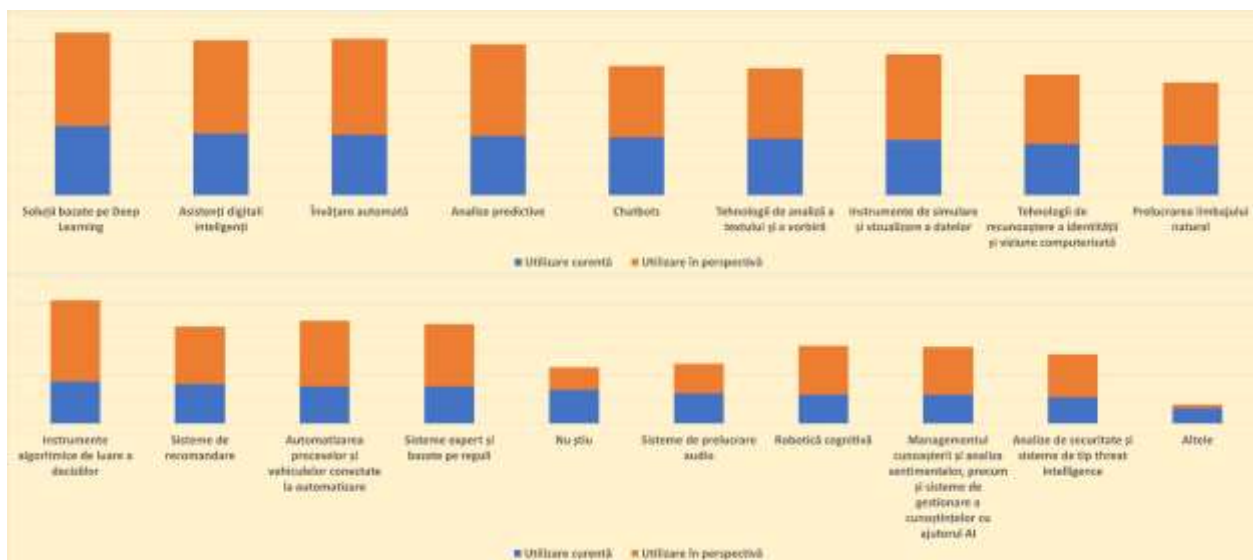 Soluții bazate pe Deep
Learning
Asistenți digitali
inteligenți
Învățare automată
Analize predictive
Chatbots
Tehnologii de analiză a
textului și a vorbirii
Instrumente de simulare
și vizualizare a datelor
Tehnologii de
recunoaștere a identității
și viziune computerizată
Prelucrarea limbajului
natural
Utilizare curentă
Utilizare în perspectivă
Instrumente
algoritmice de luare a
deciziilor
Sisteme de
recomandare
Automatizarea
proceselor și
vehiculelor conectate
la automatizare
Sisteme expert și
bazate pe reguli
Nu știu
Sisteme de prelucrare
audio
Robotică cognitivă
Managementul
cunoașterii și analiza
sentimentelor, precum
și sisteme de
gestionare a
cunoștințelor cu
ajutorul AI
Analize de securitate și
sisteme de tip threat
intelligence
Altele
Utilizare curentă
Utilizare în perspectivă